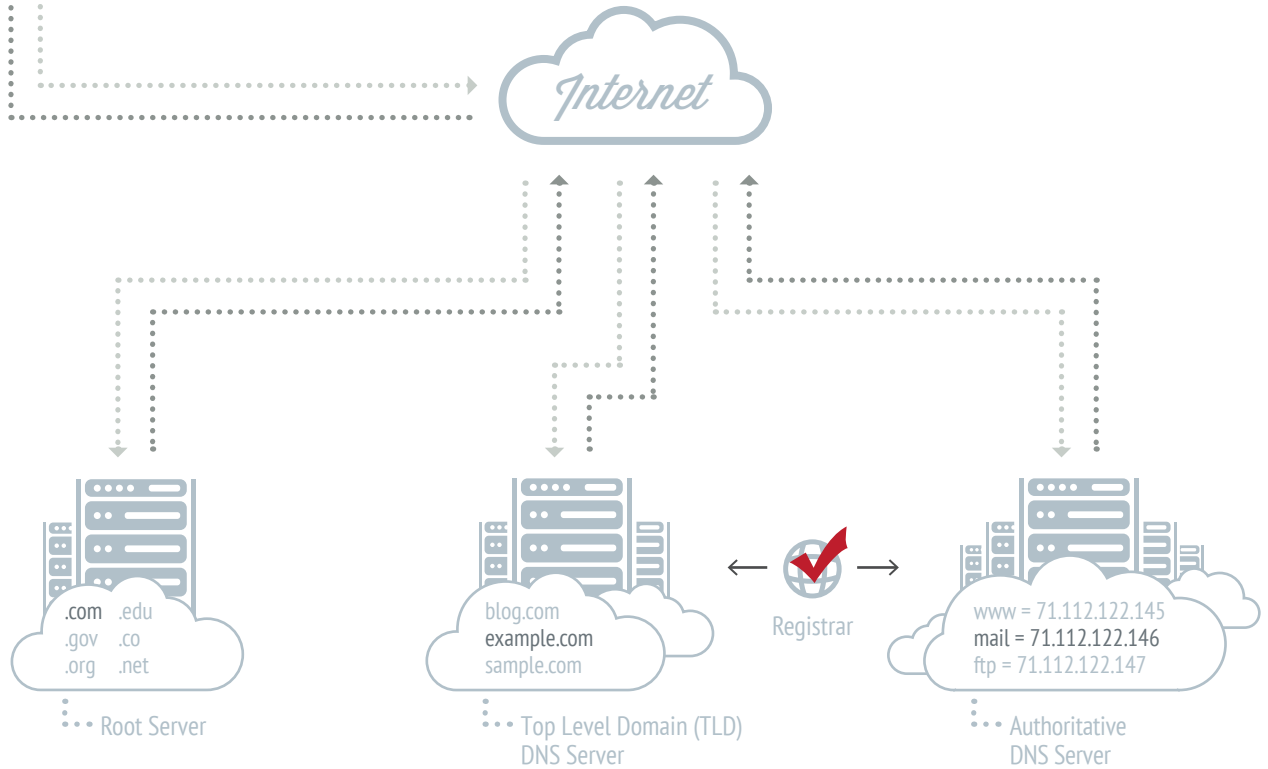 Internet
.com .edu
.gov .co
.org .net
Root Server
blog.com
example.com
sample.com
Top Level Domain (TLD)
DNS Server
Registrar
www = 71.112.122.145
mail = 71.112.122.146
ftp = 71.112.122.147
Authoritative
DNS Server